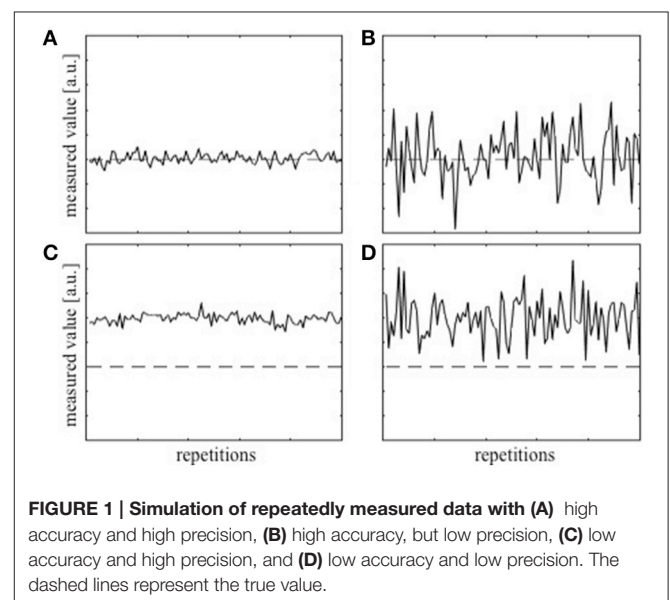 A
B
measured value [a.u.]
C
D
measured value [a.u.]
repetitions
repetitions
FIGURE 1 | Simulation of repeatedly measured data with (A) high
accuracy and high precision, (B) high accuracy, but low precision, (C) low
accuracy and high precision, and (D) low accuracy and low precision. The
dashed lines represent the true value.